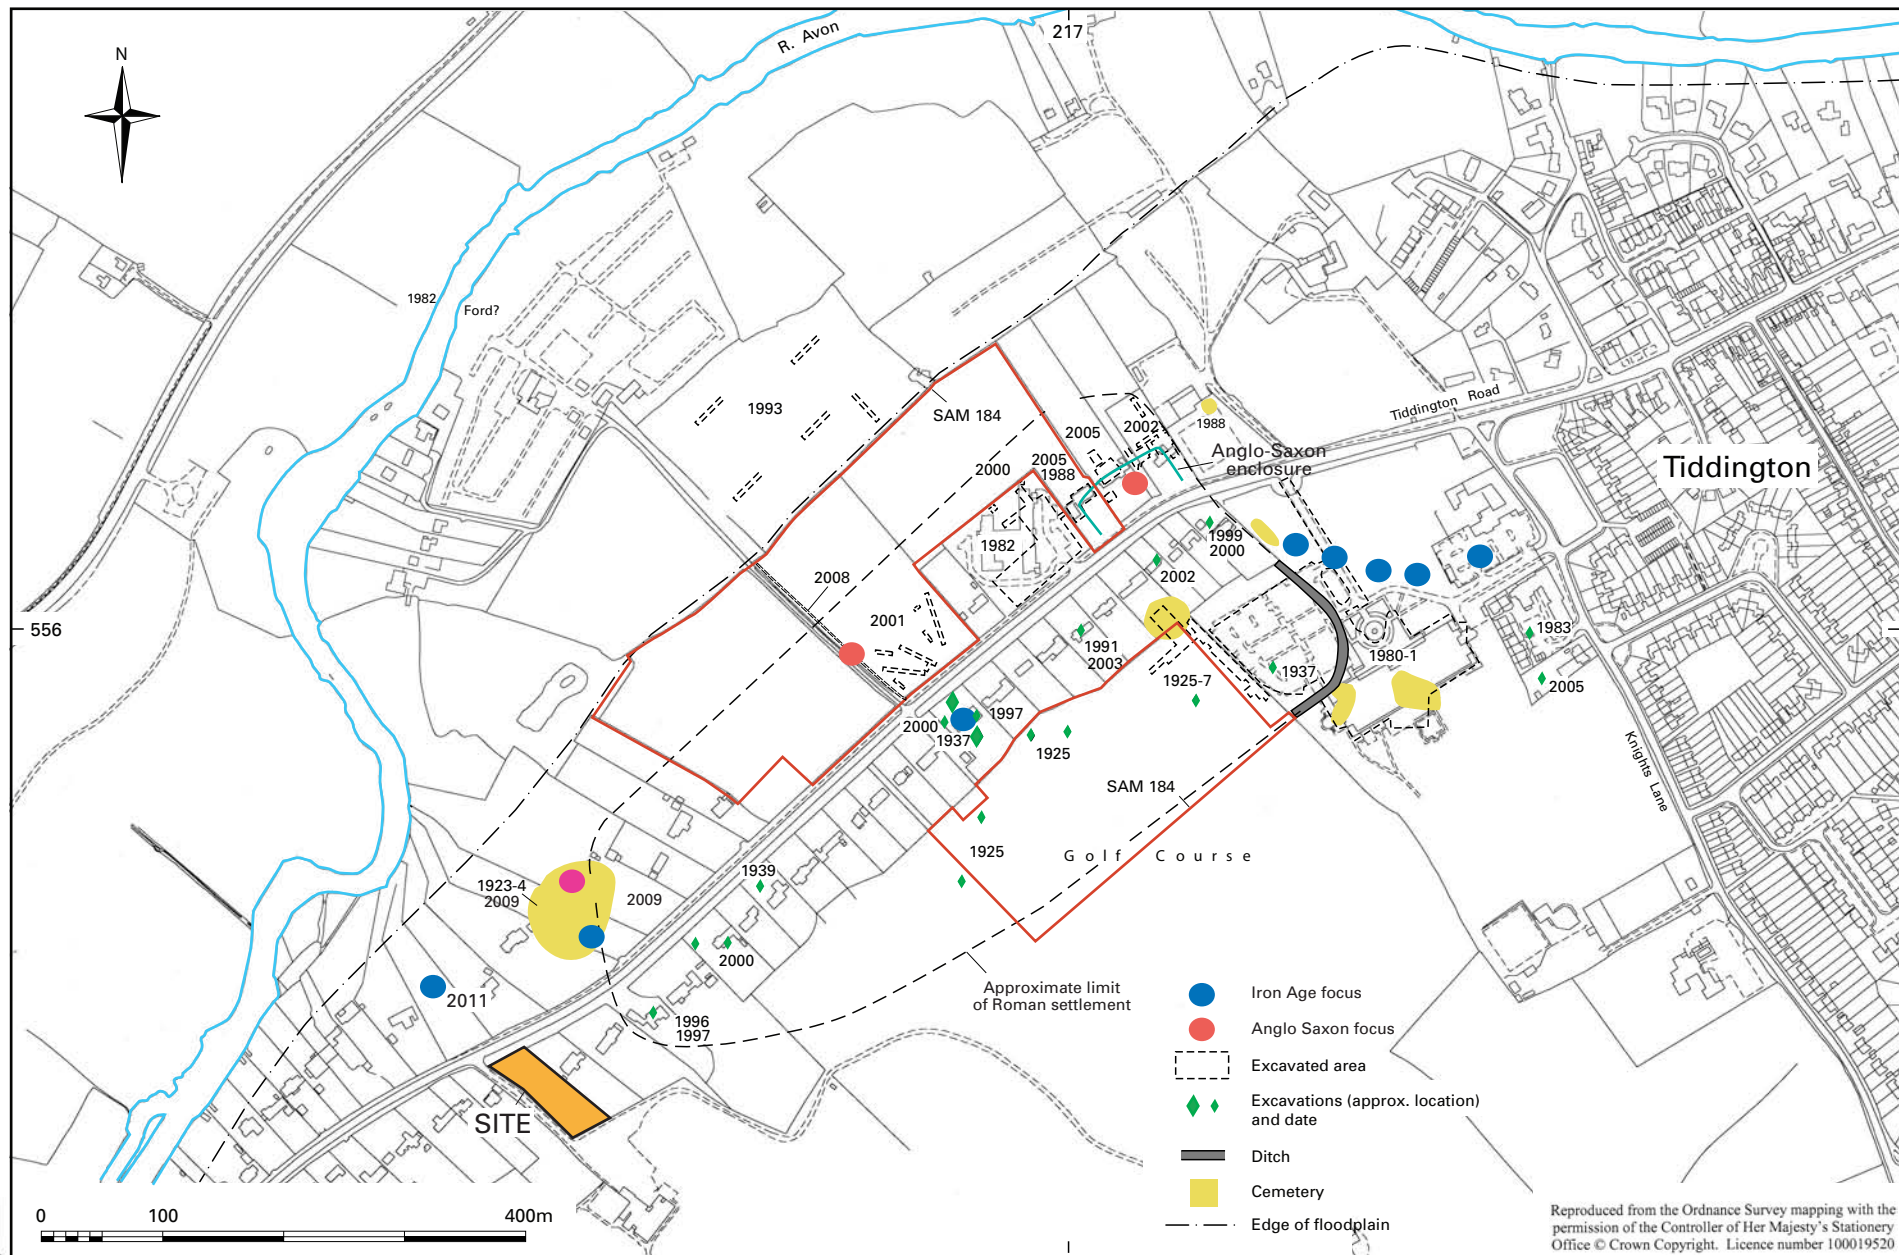 N
R. Avon
217
1982
Ford?
1993
SAM 184
2005
2002
1988
Tiddington Road
Anglo-Saxon
enclosure
Tiddington
2000
2005
1988
1982
1999
2000
2002
2008
2001
556
1991
2003
1983
1980-1
1937
1925-7
2005
2000
1997
1937
1925
SAM 184
Knights Lane
1925
Golf Course
1939
1923-4
2009
2009
2000
2011
1996
1997
Approximate limit
of Roman settlement
SITE
Iron Age focus
Anglo Saxon focus
Excavated area
Excavations (approx. location)
and date
Ditch
Cemetery
Edge of floodplain
0 100 400m
Reproduced from the Ordnance Survey mapping with the
permission of the Controller of Her Majesty's Stationery
Office © Crown Copyright. Licence number 100019520